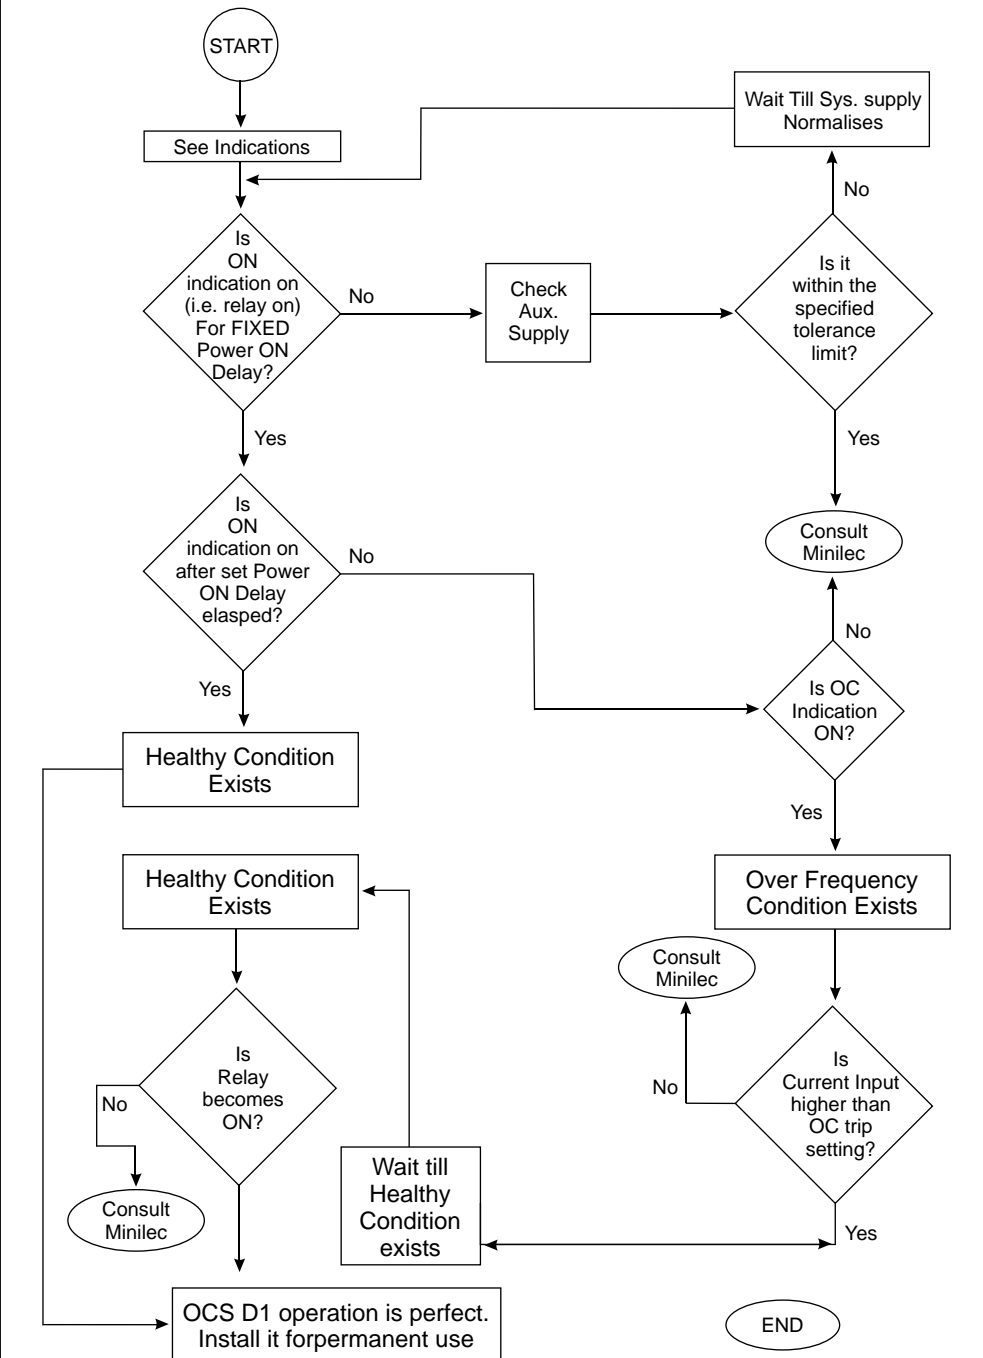 START
See Indications
Wait Till Sys. supply
Normalises
No
Is
ON
indication on
(i.e. relay on)
For FIXED
Power ON
Delay?
No
Check
Aux.
Supply
Is it
within the
specified
tolerance
limit?
Yes
Yes
Is
ON
indication on
after set Power
ON Delay
elasped?
No
Consult
Minilec
No
Yes
Is OC
Indication
ON?
Healthy Condition
Exists
Yes
Healthy Condition
Exists
Over Frequency
Condition Exists
Consult
Minilec
Is
Relay
becomes
ON?
No
No
Is
Current Input
higher than
OC trip
setting?
Wait till
Healthy
Condition
exists
Yes
Consult
Minilec
OCS D1 operation is perfect.
Install it forpermanent use
END